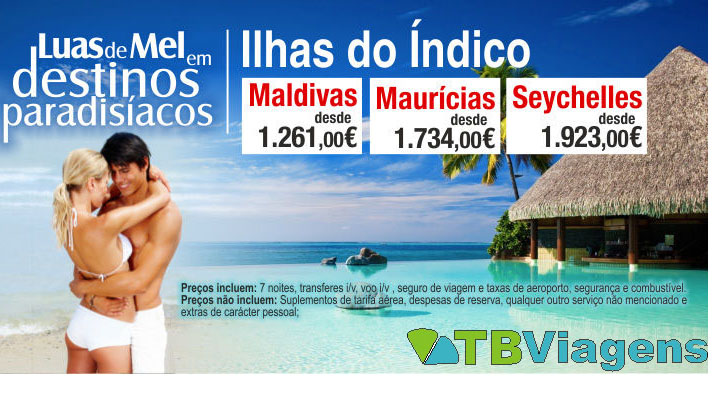 Luas de Mel em
destinos
paradisíacos
Ilhas do Índico
Maldivas
desde
1.261,00€
Maurícias
desde
1.734,00€
Seychelles
desde
1.923,00€
Preços incluem: 7 noites, transferes i/v, voo i/v , seguro de viagem e taxas de aeroporto, segurança e combustível.
Preços não incluem: Suplementos de tarifa aérea, despesas de reserva, qualquer outro serviço não mencionado e
extras de carácter pessoal;
TBViagens